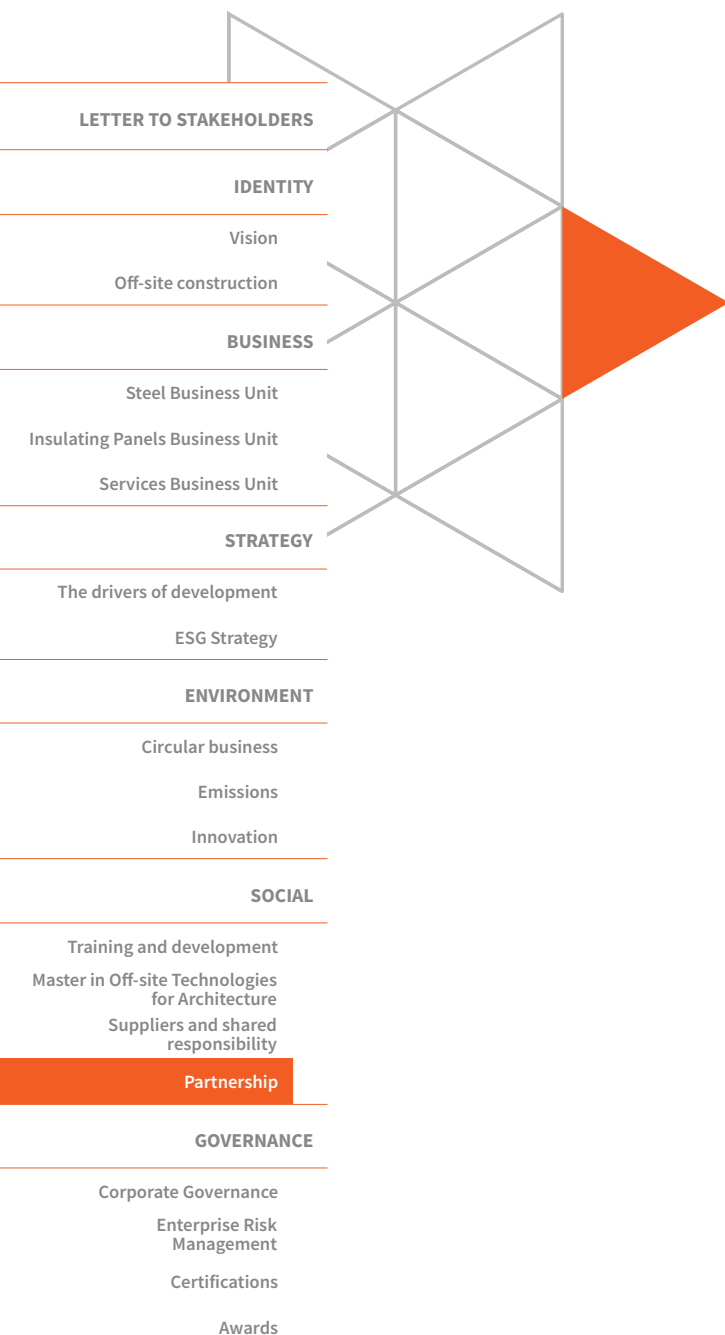 LETTER TO STAKEHOLDERS
IDENTITY
Vision
Off-site construction
BUSINESS
Steel Business Unit
Insulating Panels Business Unit
Services Business Unit
STRATEGY
The drivers of development
ESG Strategy
ENVIRONMENT
Circular business
Emissions
Innovation
SOCIAL
Training and development
Master in Off-site Technologies
for Architecture
Suppliers and shared
responsibility
Partnership
GOVERNANCE
Corporate Governance
Enterprise Risk
Management
Certifications
Awards